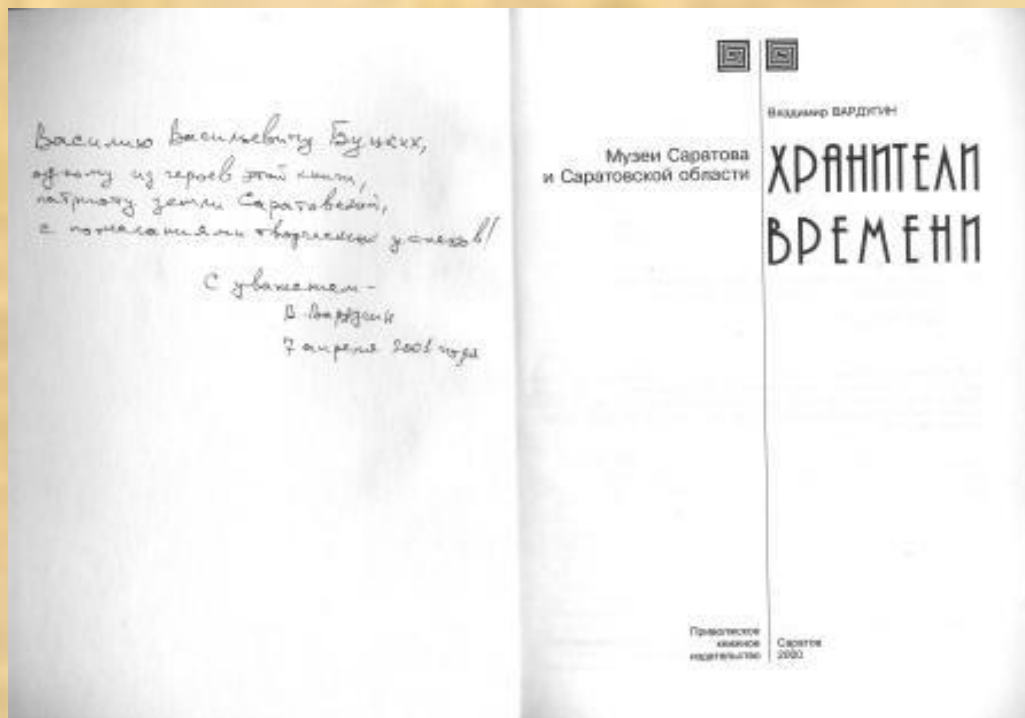 Василию Васильевичу Буцких,
одному из героев этой книги,
патриоту земли Саратовской,
с пожеланиями творческих успехов!
С уважением –
В. Вардугин
7 апреля 2001 года
Владимир ВАРДУГИН
Музеи Саратова
и Саратовской области
ХРАНИТЕЛИ
ВРЕМЕНИ
Приволжское
книжное
издательство
Саратов
2000